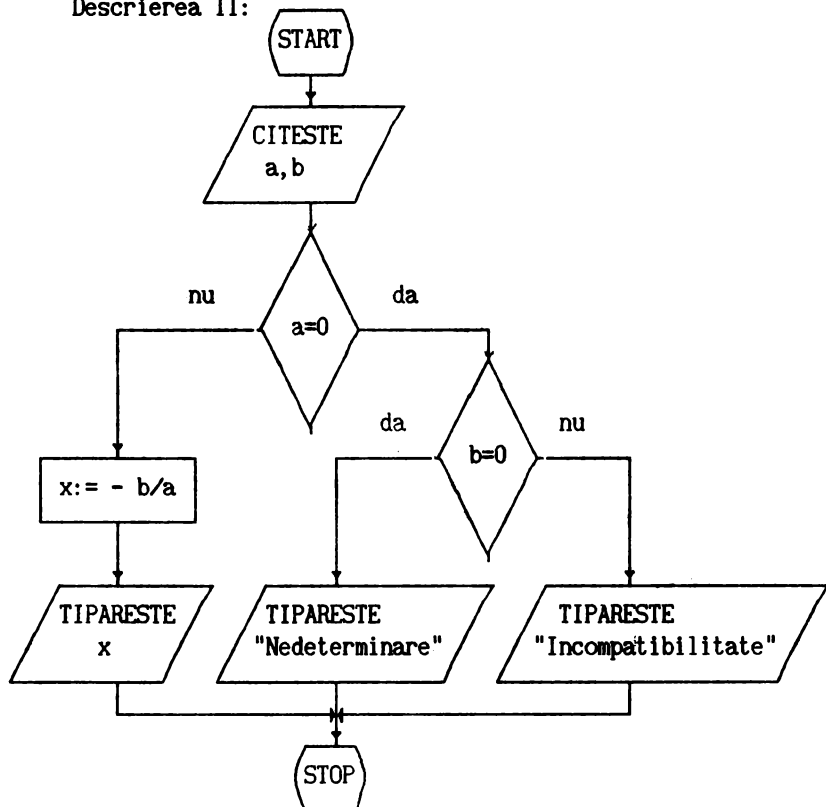 Descrierea II:
START
CITESTE
a,b
nu
da
a=0
da
nu
b=0
x:= - b/a
TIPARESTE
x
TIPARESTE
"Nedeterminare"
TIPARESTE
"Incompatibilitate"
STOP